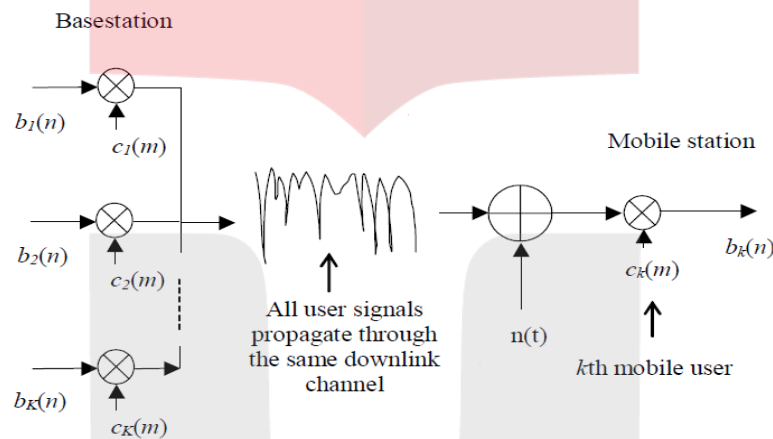 Basestation
b1(n)
c1(m)
b2(n)
c2(m)
bK(n)
cK(m)
All user signals
propagate through
the same downlink
channel
n(t)
Mobile station
ck(m)
bk(n)
kth mobile user